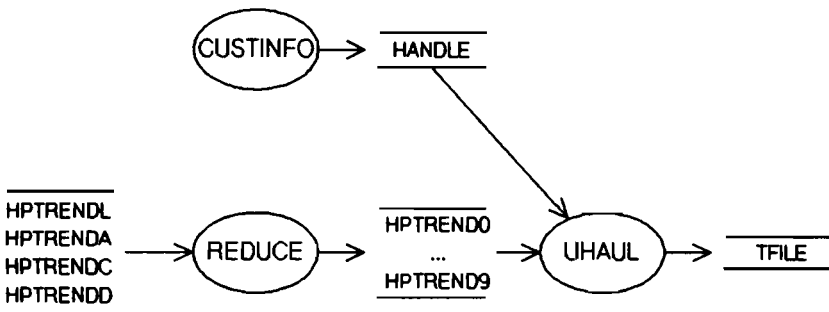 CUSTINFO
HANDLE
HPTRENDL
HPTRENDA
HPTRENDC
HPTRENDD
REDUCE
HPTREND0
...
HPTREND9
UHAUL
TFILE